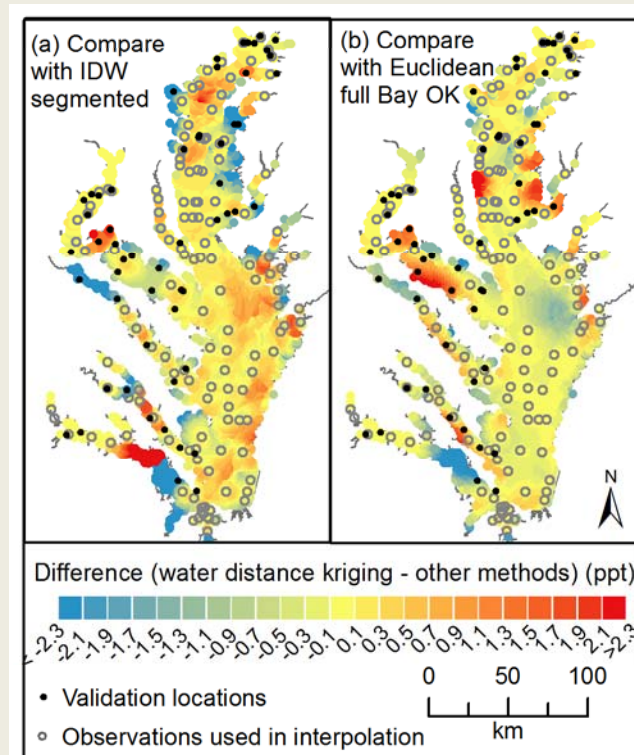 (a) Compare
with IDW
segmented
(b) Compare
with Euclidean
full Bay OK
N
Difference (water distance kriging - other methods) (ppt)
< -2.3 -2.1 -1.9 -1.7 -1.5 -1.3 -1.1 -0.9 -0.7 -0.5 -0.3 -0.1 0.1 0.3 0.5 0.7 0.9 1.1 1.3 1.5 1.7 1.9 2.1 >2.3
Validation locations
0 50 100
Observations used in interpolation
km